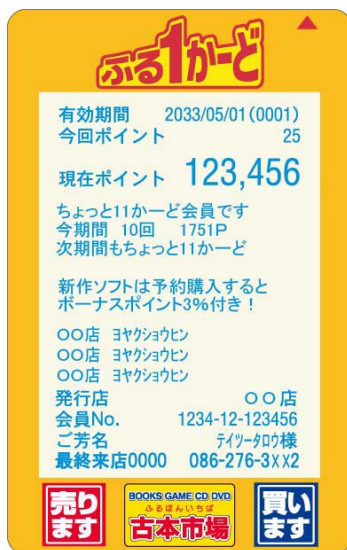 ふる1かーど
有効期間 2033/05/01(0001)
今回ポイント 25
現在ポイント 123,456
ちょっと11かーど会員です
今期間 10回 1751P
次期間もちょっと11かーど
新作ソフトは予約購入すると
ボーナスポイント3%付き！
○○店 ヨヤクショウヒン
○○店 ヨヤクショウヒン
○○店 ヨヤクショウヒン
発行店 ○○店
会員No. 1234-12-123456
ご芳名 テイツータロウ様
最終来店0000 086-276-3××2
売ります
BOOKS GAME CD DVD
ふるほんいちば
古本市場
買います